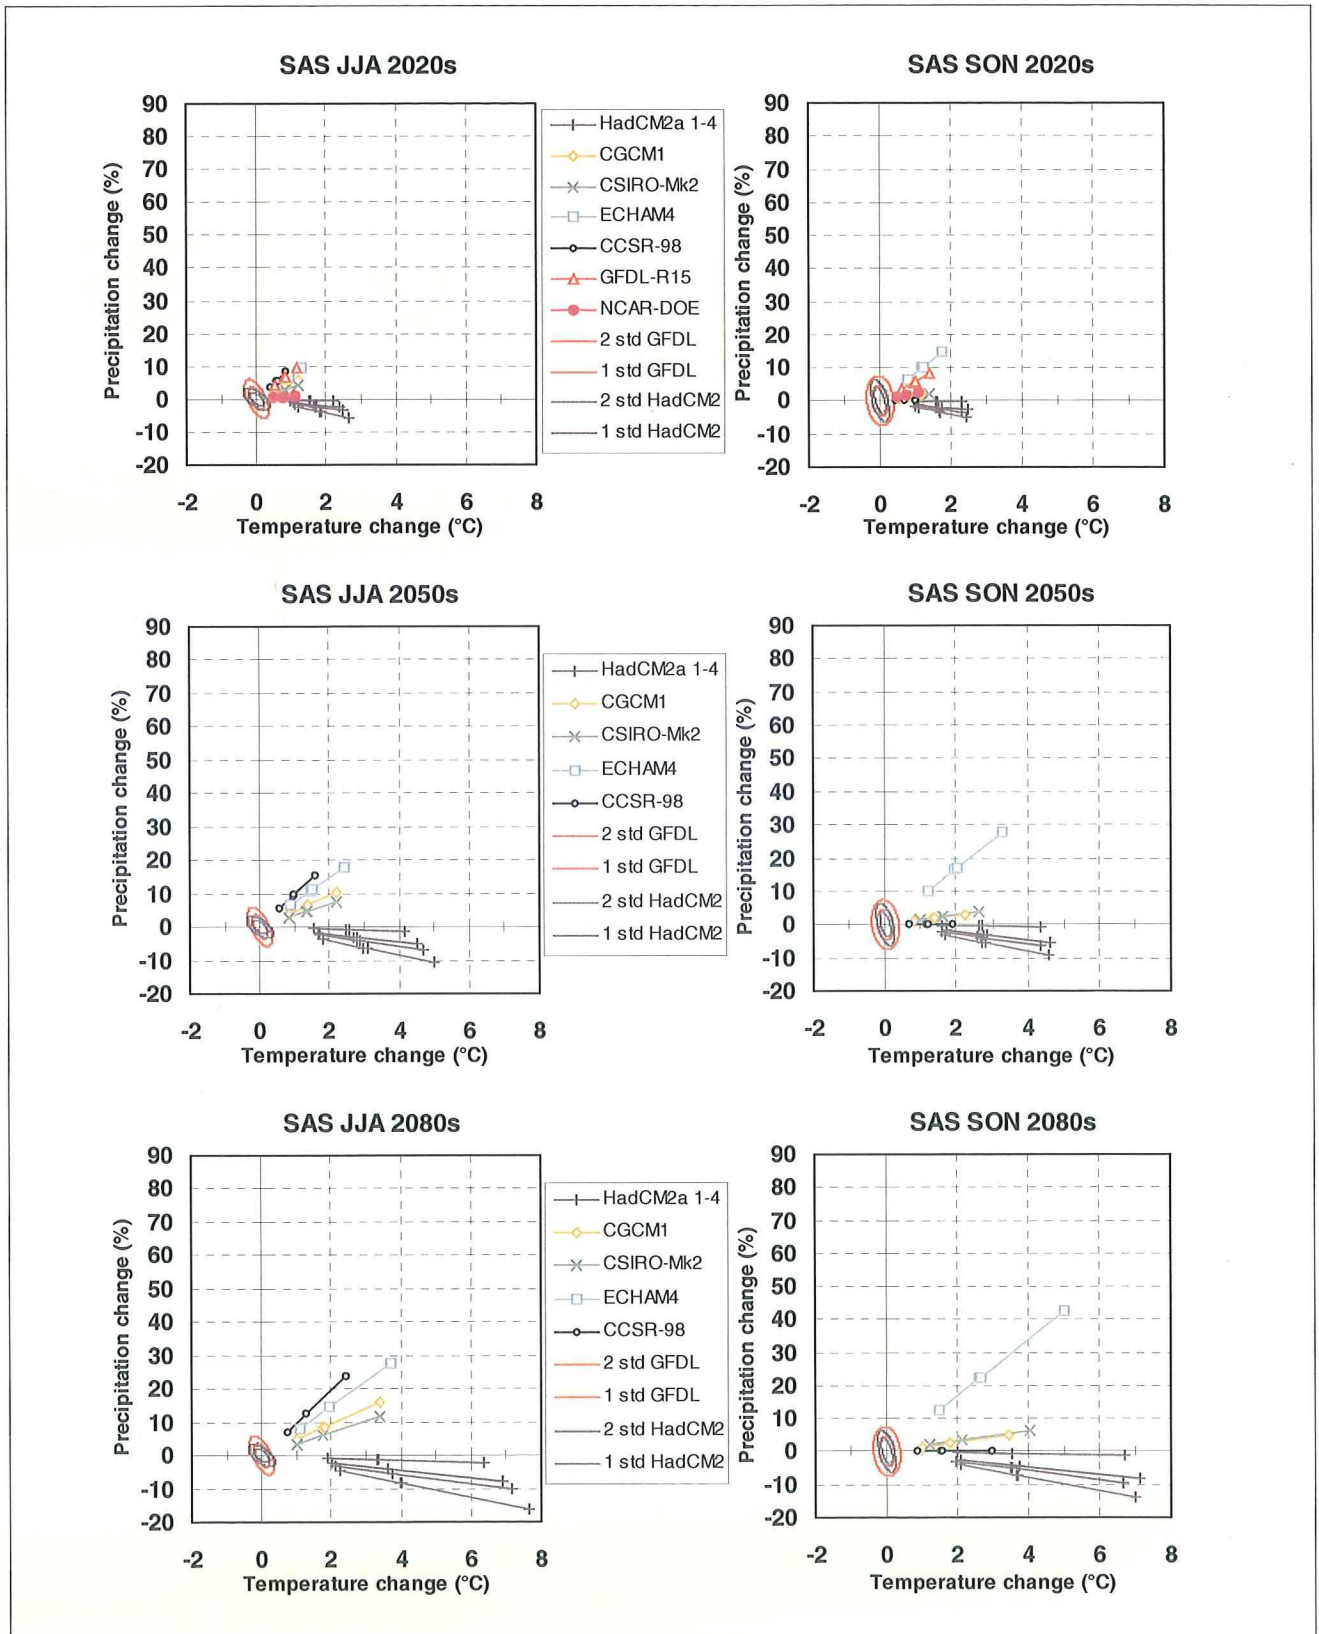 SAS JJA 2020s
Precipitation change (%)
90
80
70
60
50
40
30
20
10
0
-10
-20
-2 0 2 4 6 8
Temperature change (°C)
HadCM2a 1-4
CGCM1
CSIRO-Mk2
ECHAM4
CCSR-98
GFDL-R15
NCAR-DOE
2 std GFDL
1 std GFDL
2 std HadCM2
1 std HadCM2
SAS SON 2020s
Precipitation change (%)
90
80
70
60
50
40
30
20
10
0
-10
-20
-2 0 2 4 6 8
Temperature change (°C)
SAS JJA 2050s
Precipitation change (%)
90
80
70
60
50
40
30
20
10
0
-10
-20
-2 0 2 4 6 8
Temperature change (°C)
HadCM2a 1-4
CGCM1
CSIRO-Mk2
ECHAM4
CCSR-98
2 std GFDL
1 std GFDL
2 std HadCM2
1 std HadCM2
SAS SON 2050s
Precipitation change (%)
90
80
70
60
50
40
30
20
10
0
-10
-20
-2 0 2 4 6 8
Temperature change (°C)
SAS JJA 2080s
Precipitation change (%)
90
80
70
60
50
40
30
20
10
0
-10
-20
-2 0 2 4 6 8
Temperature change (°C)
HadCM2a 1-4
CGCM1
CSIRO-Mk2
ECHAM4
CCSR-98
2 std GFDL
1 std GFDL
2 std HadCM2
1 std HadCM2
SAS SON 2080s
Precipitation change (%)
90
80
70
60
50
40
30
20
10
0
-10
-20
-2 0 2 4 6 8
Temperature change (°C)